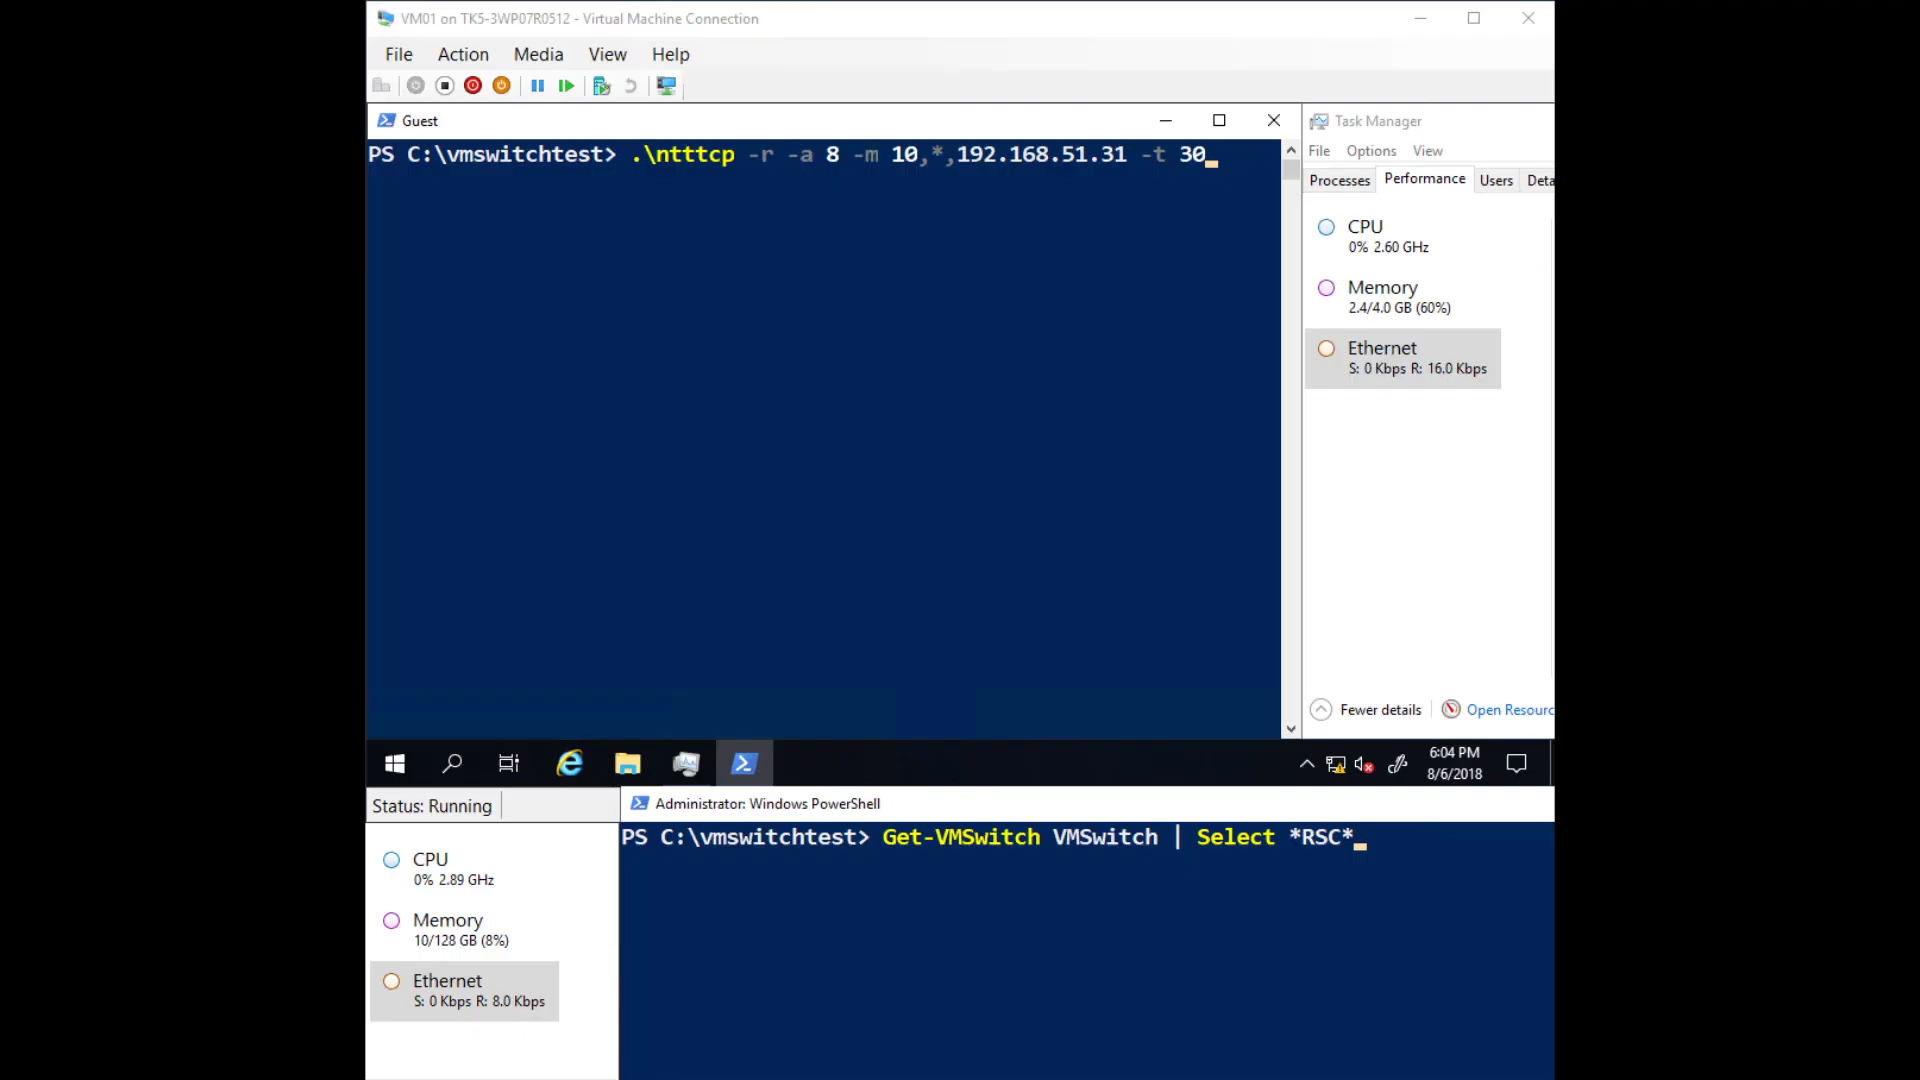 VM01 on TK5-3WP07R0512 - Virtual Machine Connection
File Action Media View Help
Guest
PS C:\vmswitchtest> .\ntttcp -r -a 8 -m 10,*,192.168.51.31 -t 30
Task Manager
File Options View
Processes Performance Users Deta
CPU
0% 2.60 GHz
Memory
2.4/4.0 GB (60%)
Ethernet
S: 0 Kbps R: 16.0 Kbps
Fewer details Open Resourc
6:04 PM
8/6/2018
Status: Running
CPU
0% 2.89 GHz
Memory
10/128 GB (8%)
Ethernet
S: 0 Kbps R: 8.0 Kbps
Administrator: Windows PowerShell
PS C:\vmswitchtest> Get-VMSwitch VMSwitch | Select *RSC*